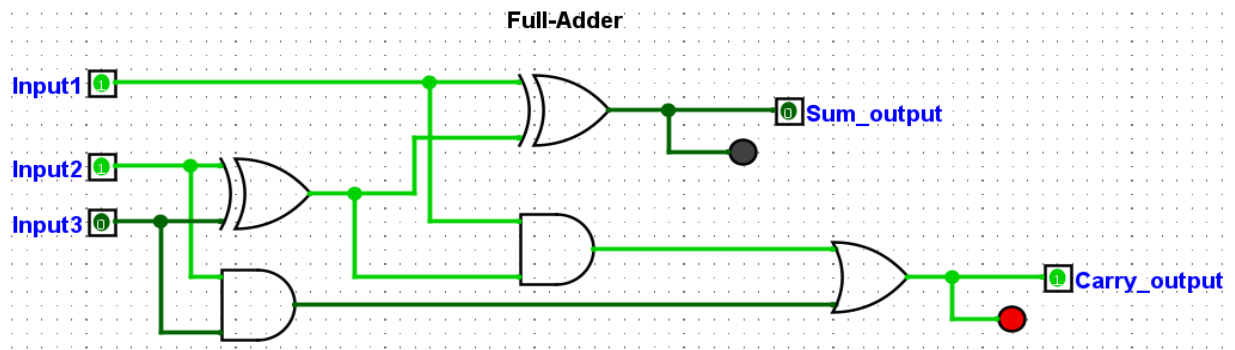 Full-Adder
Input1 1
0 Sum_output
Input2 1
Input3 0
1 Carry_output